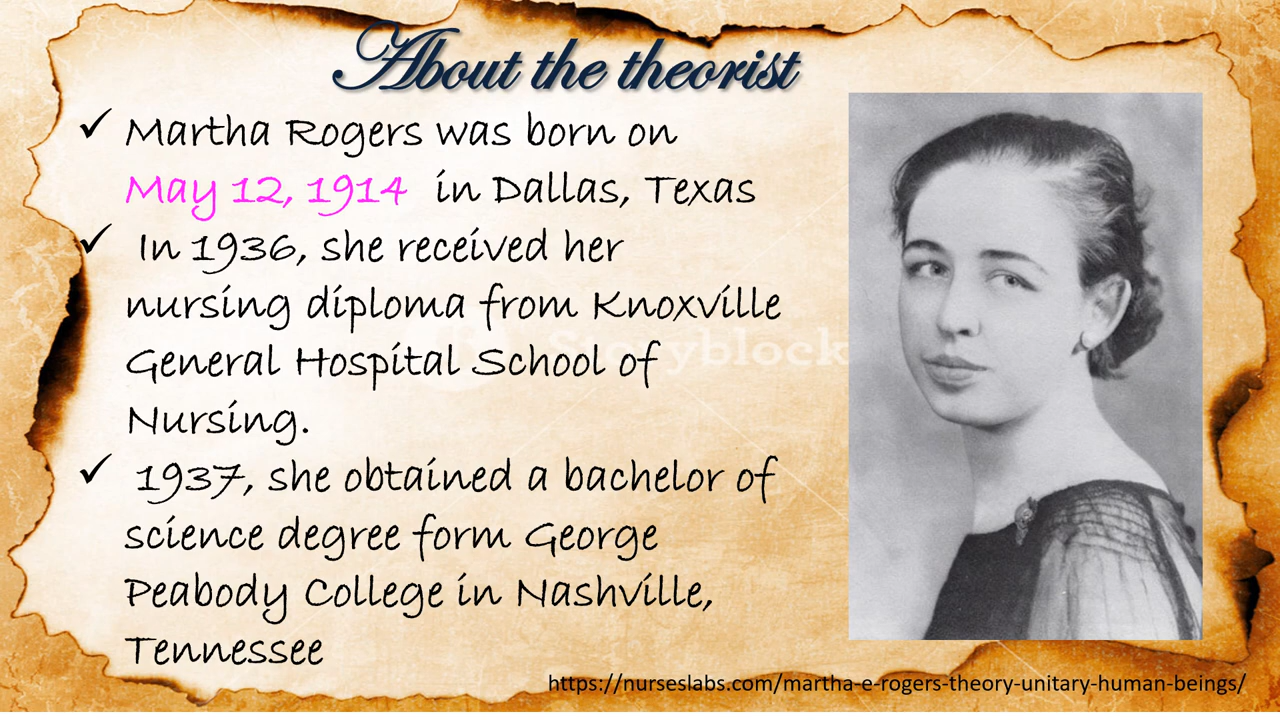 About the theorist
✓ Martha Rogers was born on
May 12, 1914 in Dallas, Texas
✓ In 1936, she received her
nursing diploma from Knoxville
General Hospital School of
Nursing.
✓ 1937, she obtained a bachelor of
science degree form George
Peabody College in Nashville,
Tennessee
https://nurseslabs.com/martha-e-rogers-theory-unitary-human-beings/